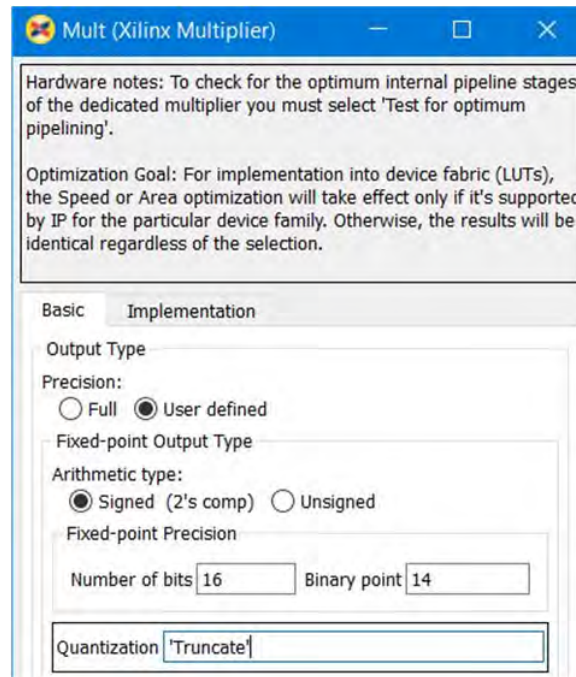 Mult (Xilinx Multiplier)
Hardware notes: To check for the optimum internal pipeline stages
of the dedicated multiplier you must select 'Test for optimum
pipelining'.
Optimization Goal: For implementation into device fabric (LUTs),
the Speed or Area optimization will take effect only if it's supported
by IP for the particular device family. Otherwise, the results will be
identical regardless of the selection.
Basic Implementation
Output Type
Precision:
Full User defined
Fixed-point Output Type
Arithmetic type:
Signed (2's comp) Unsigned
Fixed-point Precision
Number of bits 16 Binary point 14
Quantization 'Truncate'